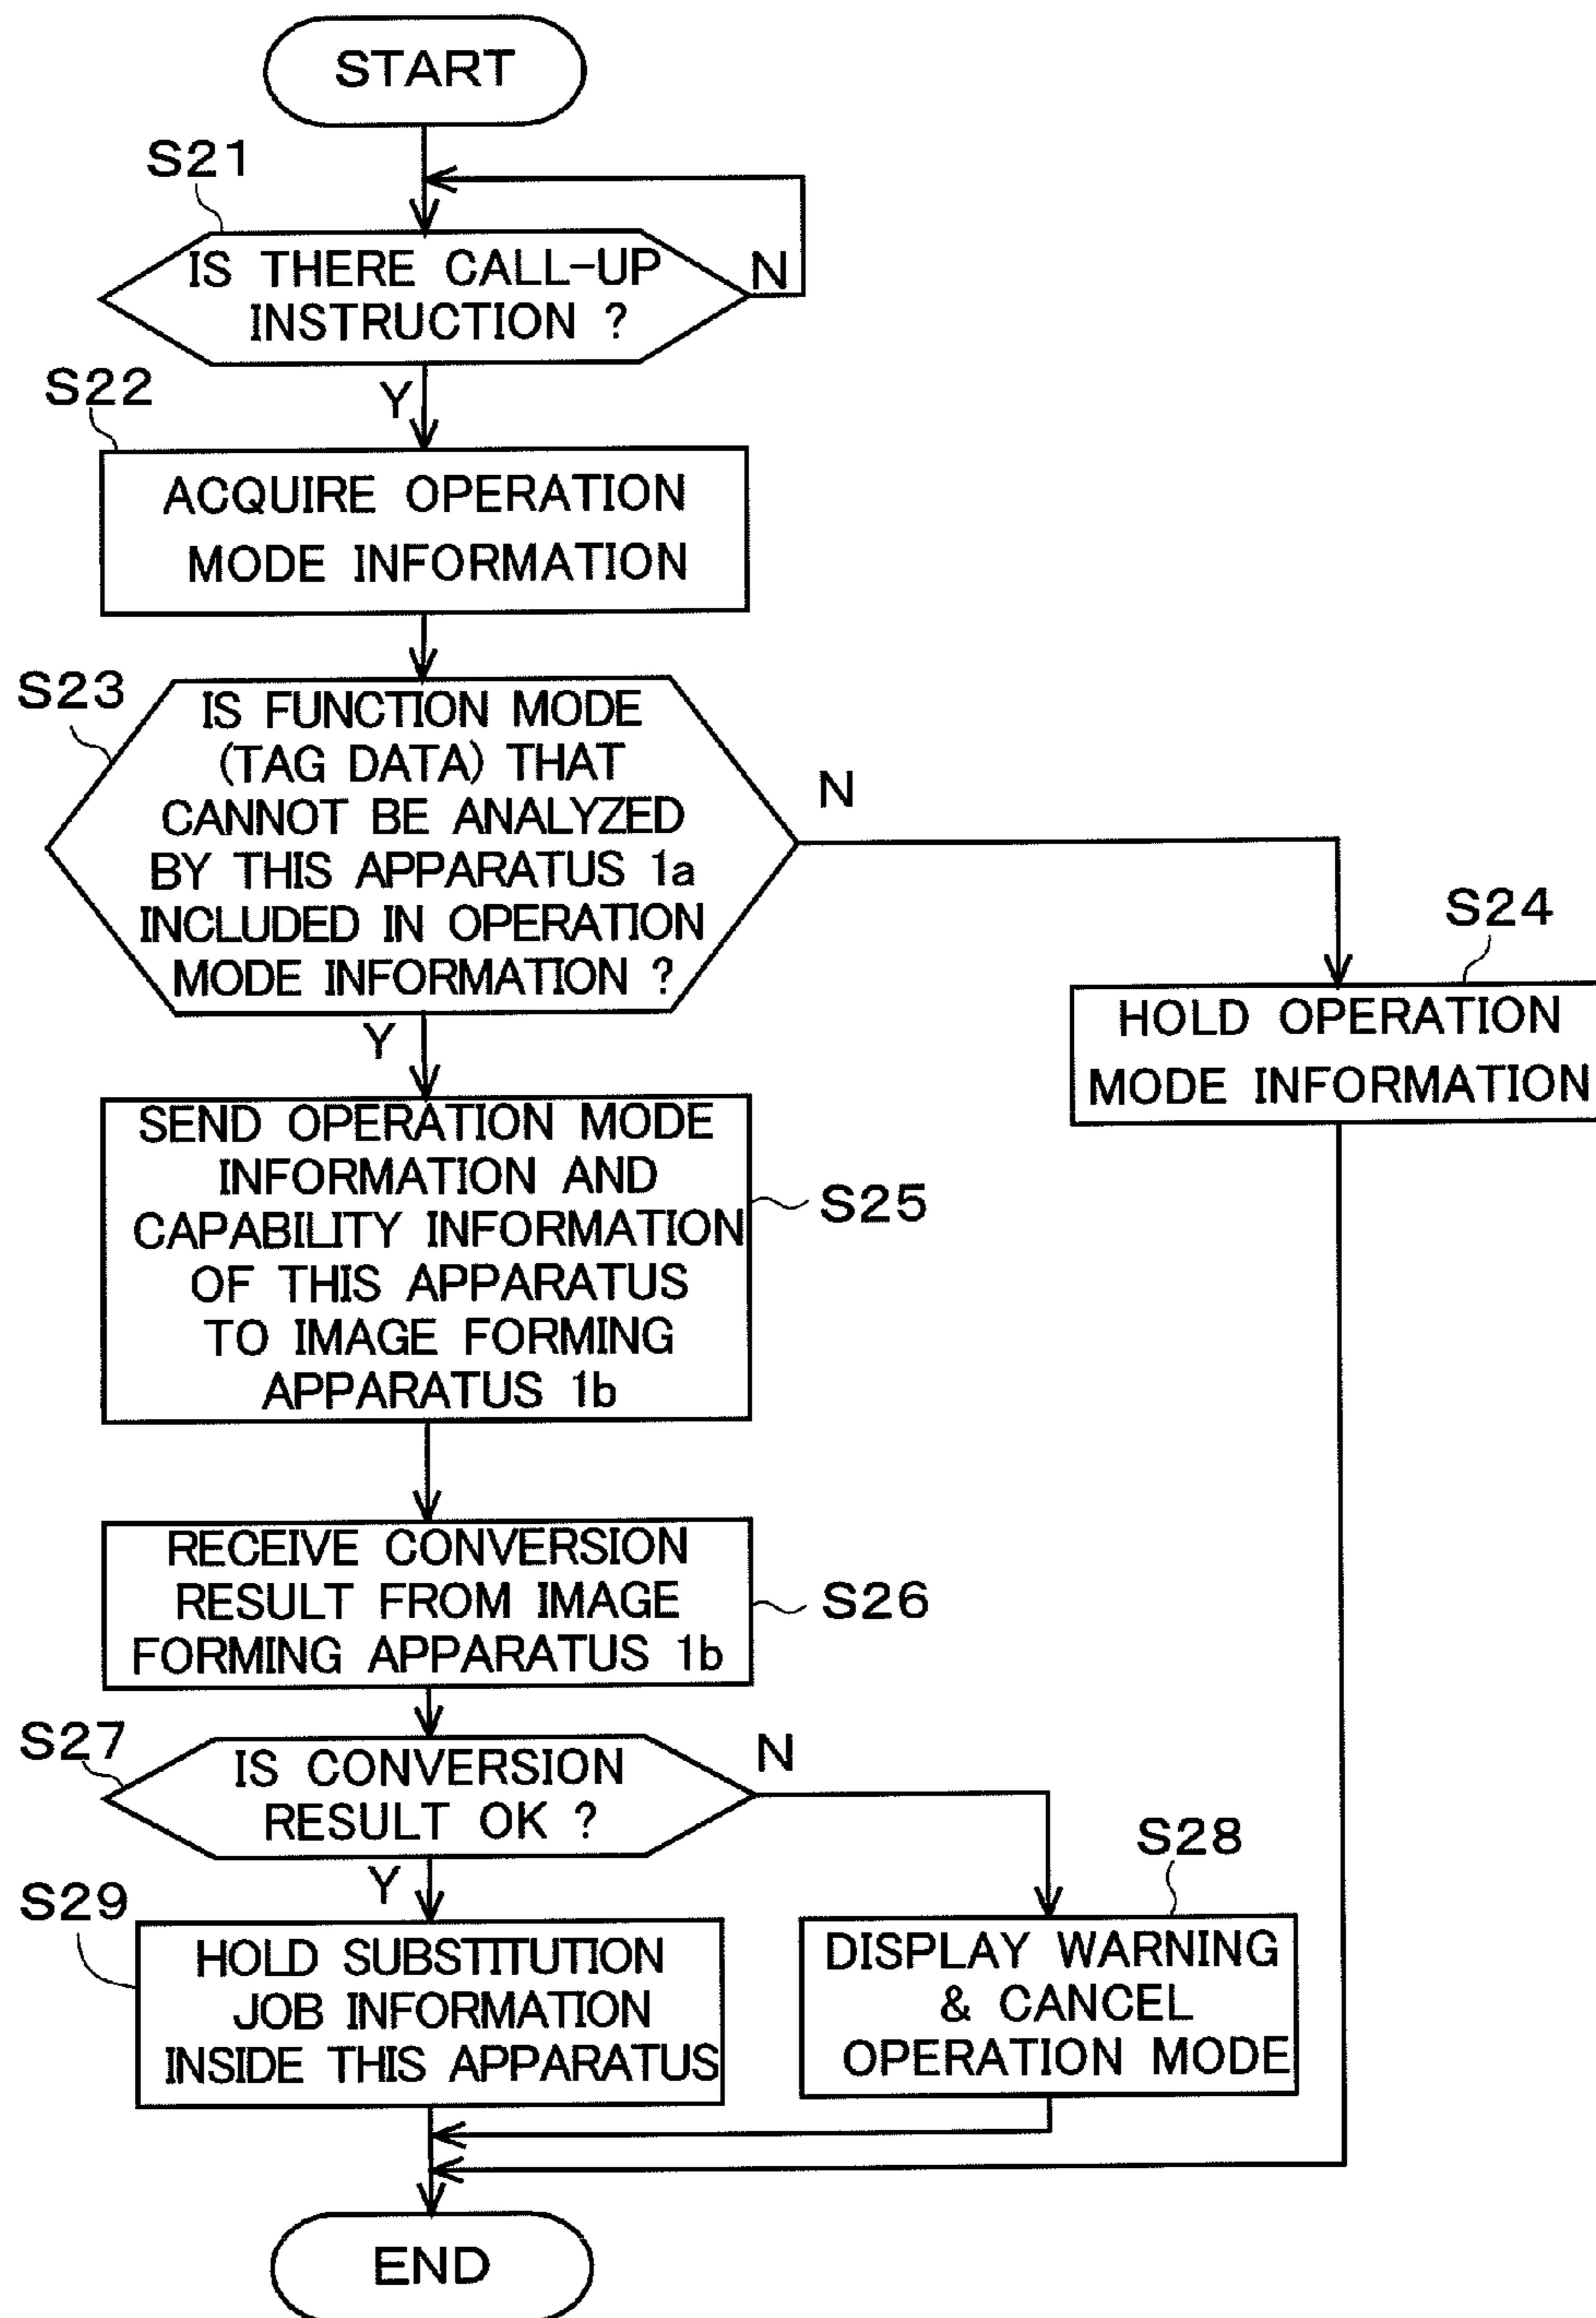 START
S21
IS THERE CALL-UP
INSTRUCTION ?
N
Y
S22
ACQUIRE OPERATION
MODE INFORMATION
S23
IS FUNCTION MODE
(TAG DATA) THAT
CANNOT BE ANALYZED
BY THIS APPARATUS 1a
INCLUDED IN OPERATION
MODE INFORMATION ?
N
Y
S24
HOLD OPERATION
MODE INFORMATION
SEND OPERATION MODE
INFORMATION AND
CAPABILITY INFORMATION
OF THIS APPARATUS
TO IMAGE FORMING
APPARATUS 1b
S25
RECEIVE CONVERSION
RESULT FROM IMAGE
FORMING APPARATUS 1b
S26
S27
IS CONVERSION
RESULT OK ?
N
Y
S28
DISPLAY WARNING
& CANCEL
OPERATION MODE
S29
HOLD SUBSTITUTION
JOB INFORMATION
INSIDE THIS APPARATUS
END